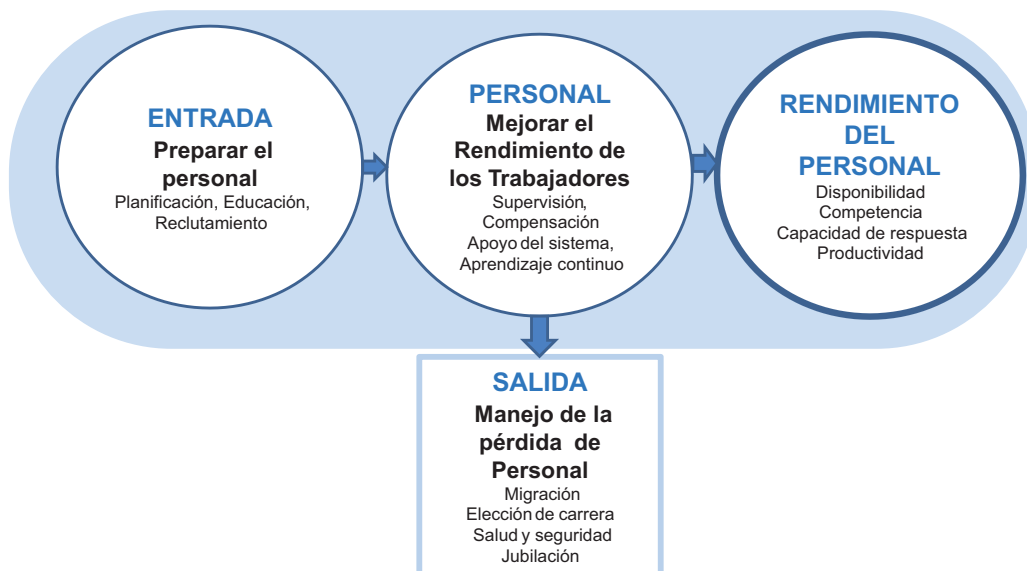 ENTRADA
Preparar el
personal
Planificación, Educación,
Reclutamiento
PERSONAL
Mejorar el
Rendimiento de
los Trabajadores
Supervisión,
Compensación
Apoyo del sistema,
Aprendizaje continuo
RENDIMIENTO
DEL
PERSONAL
Disponibilidad
Competencia
Capacidad de respuesta
Productividad
SALIDA
Manejo de la
pérdida de
Personal
Migración
Elección de carrera
Salud y seguridad
Jubilación